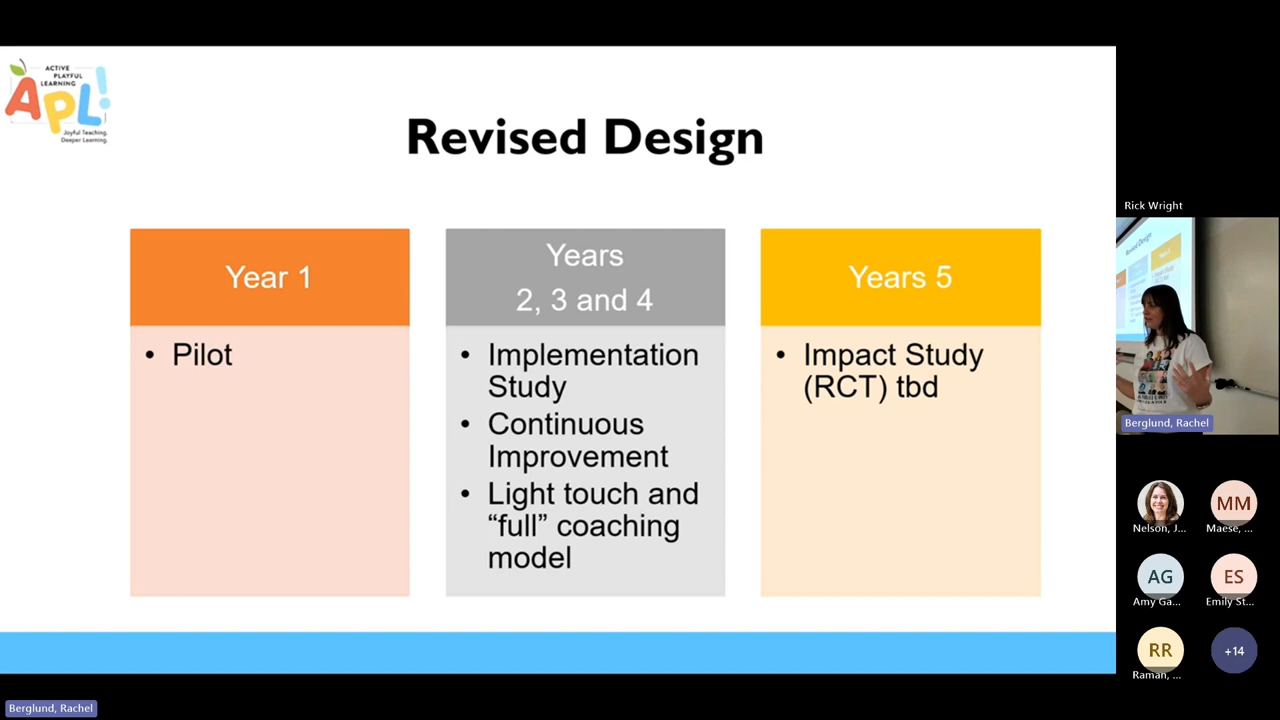 ACTIVE
PLAYFUL
LEARNING
APL!
Joyful Teaching.
Deeper Learning.
Revised Design
Year 1
• Pilot
Years
2, 3 and 4
• Implementation
Study
• Continuous
Improvement
• Light touch and
“full” coaching
model
Years 5
• Impact Study
(RCT) tbd
Rick Wright
Revised Design
Berglund, Rachel
Nelson, J...
MM
Maese, ...
AG
Amy Ga...
ES
Emily St...
RR
Raman, ...
+14
Berglund, Rachel